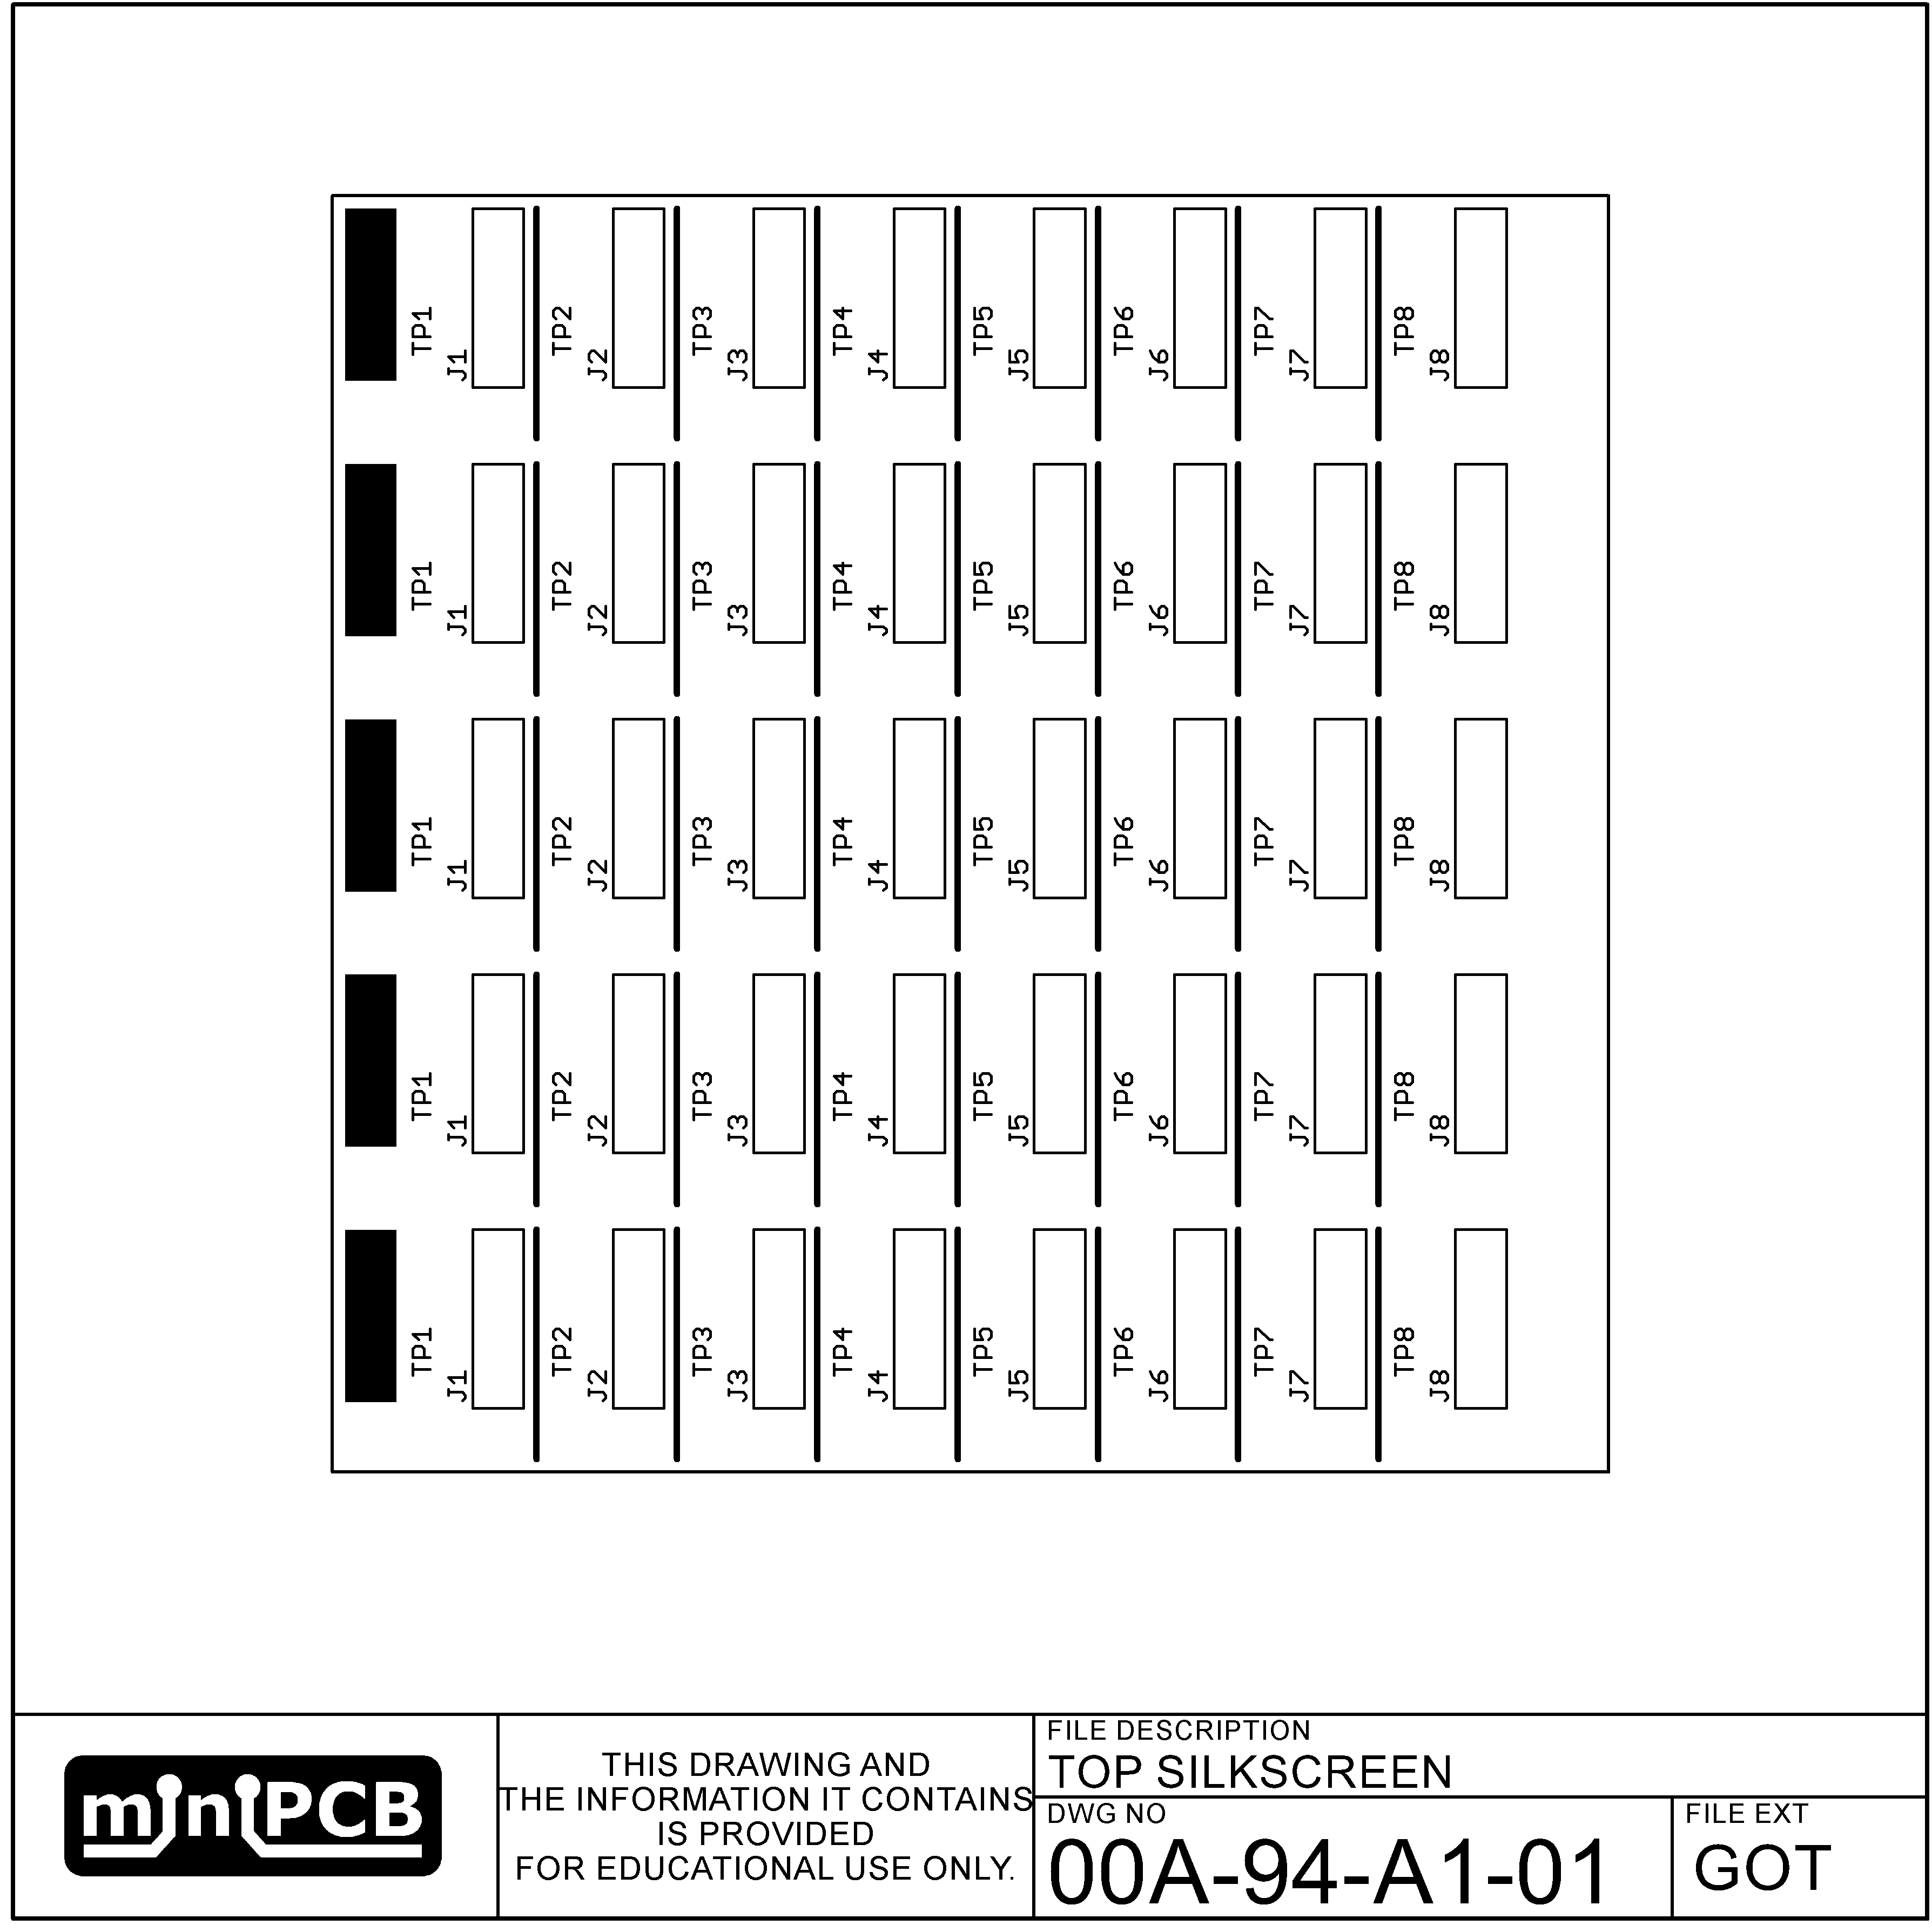 TP1 J1 TP2 J2 TP3 J3 TP4 J4 TP5 J5 TP6 J6 TP7 J7 TP8 J8
TP1 J1 TP2 J2 TP3 J3 TP4 J4 TP5 J5 TP6 J6 TP7 J7 TP8 J8
TP1 J1 TP2 J2 TP3 J3 TP4 J4 TP5 J5 TP6 J6 TP7 J7 TP8 J8
TP1 J1 TP2 J2 TP3 J3 TP4 J4 TP5 J5 TP6 J6 TP7 J7 TP8 J8
TP1 J1 TP2 J2 TP3 J3 TP4 J4 TP5 J5 TP6 J6 TP7 J7 TP8 J8
miniPCB
THIS DRAWING AND
THE INFORMATION IT CONTAINS
IS PROVIDED
FOR EDUCATIONAL USE ONLY.
FILE DESCRIPTION
TOP SILKSCREEN
DWG NO
00A-94-A1-01
FILE EXT
GOT